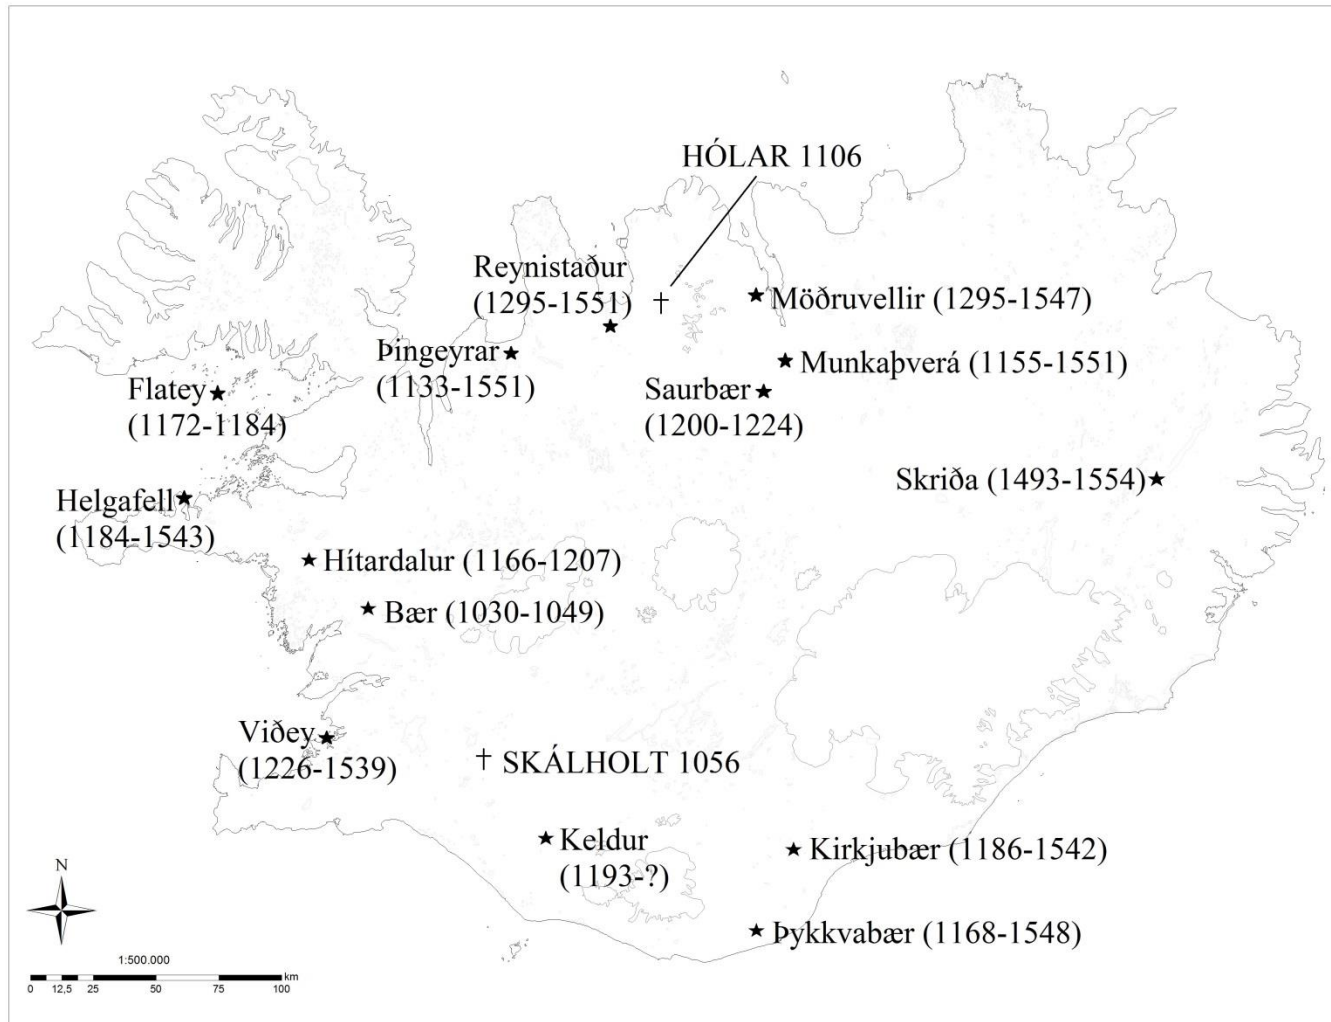 HÓLAR 1106
Reynistaður
(1295-1551)
Möðruvellir (1295-1547)
Þingeyrar
(1133-1551)
Munkaþverá (1155-1551)
Flatey
(1172-1184)
Saurbær
(1200-1224)
Skriða (1493-1554)
Helgafell
(1184-1543)
Hítardalur (1166-1207)
Bær (1030-1049)
Viðey
(1226-1539)
SKÁLHOLT 1056
Keldur
(1193-?)
Kirkjubær (1186-1542)
Þykkvabær (1168-1548)
N
1:500.000
km
0 12,5 25 50 75 100